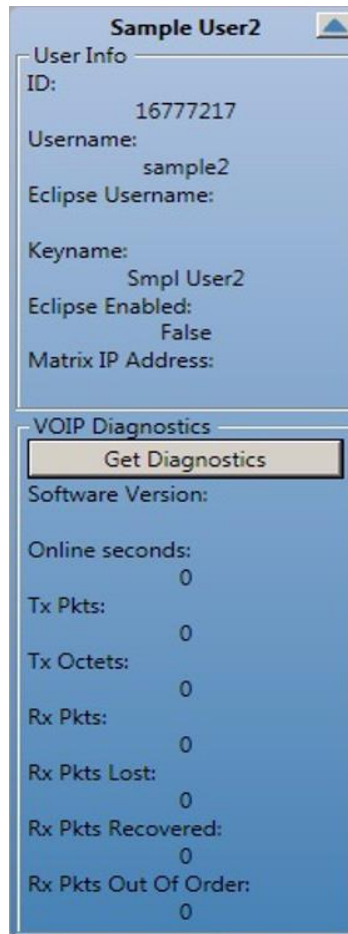 Sample User2
User Info
ID:
16777217
Username:
sample2
Eclipse Username:
Keyname:
Smpl User2
Eclipse Enabled:
False
Matrix IP Address:
VOIP Diagnostics
Get Diagnostics
Software Version:
Online seconds:
0
Tx Pkts:
0
Tx Octets:
0
Rx Pkts:
0
Rx Pkts Lost:
0
Rx Pkts Recovered:
0
Rx Pkts Out Of Order:
0